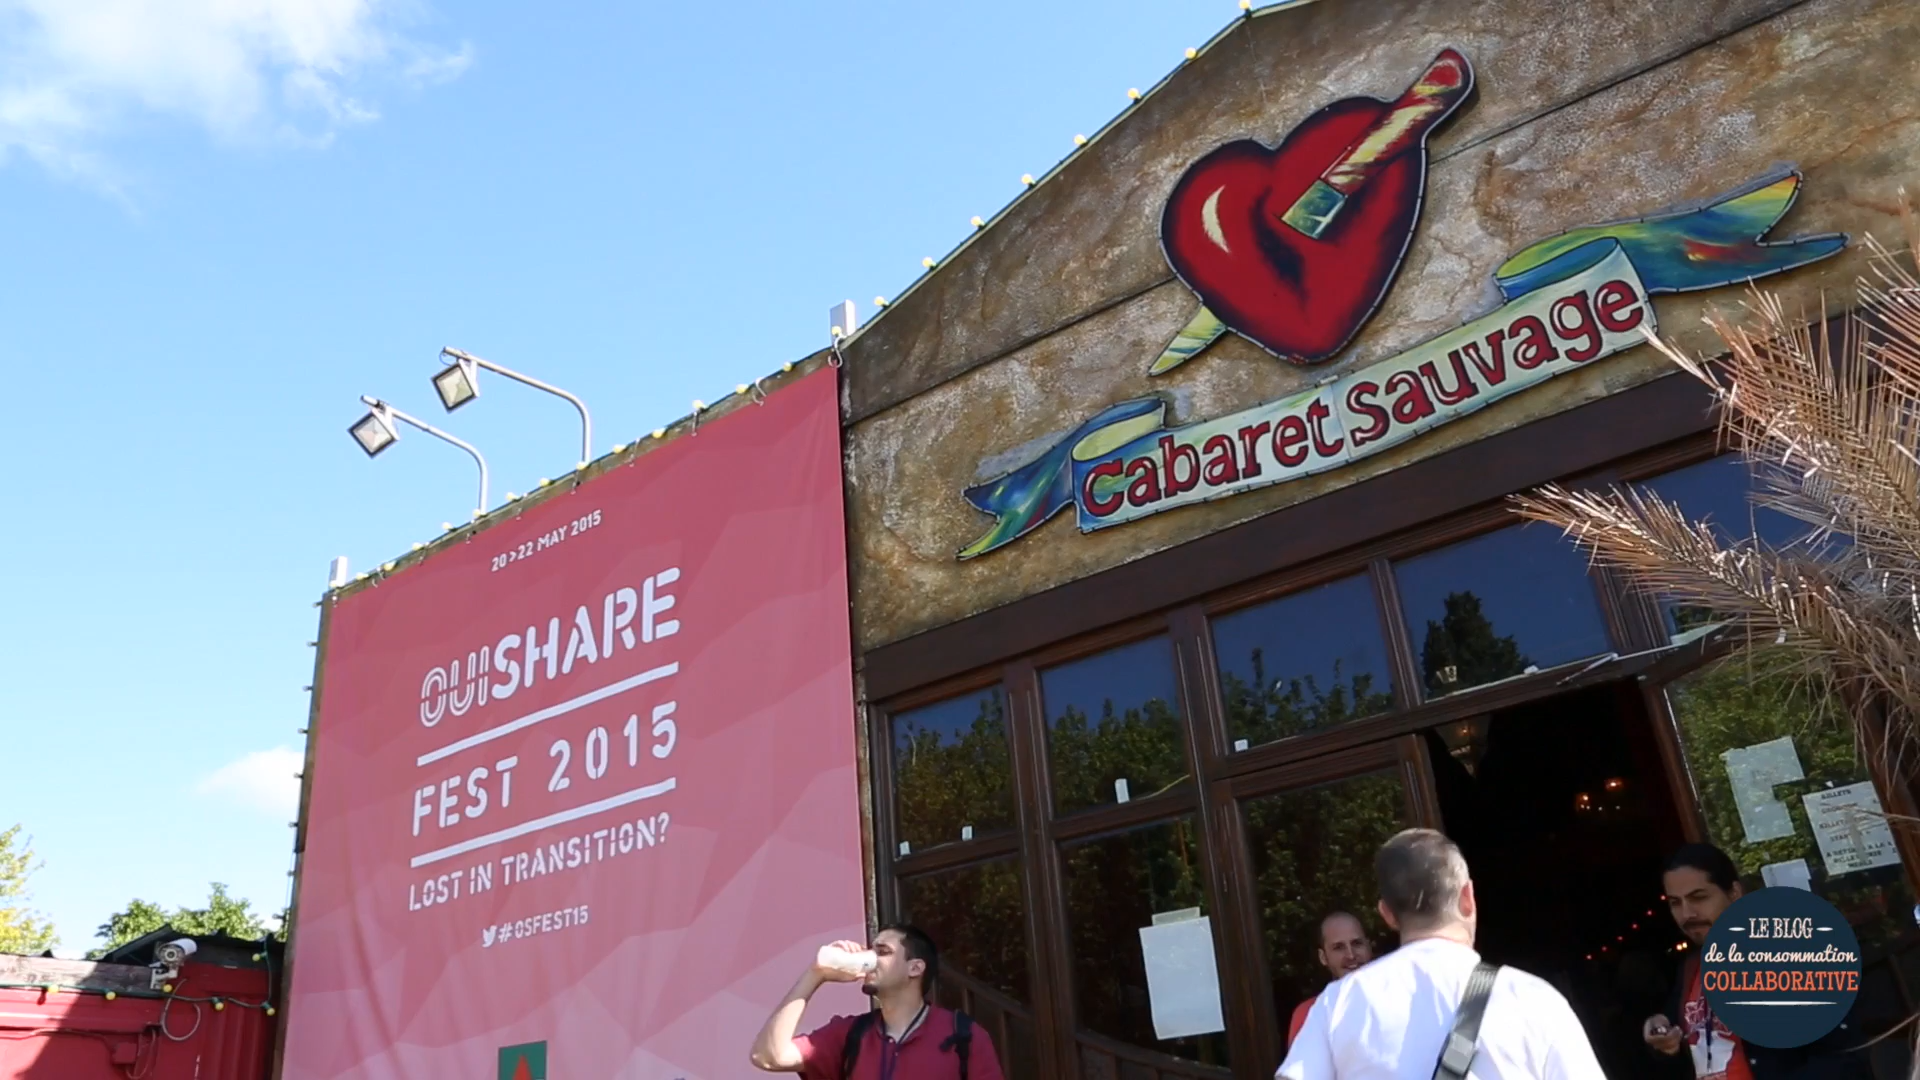 20>22 MAY 2015
OUISHARE
FEST 2015
LOST IN TRANSITION?
#OSFEST15
Cabaret Sauvage
BILLETS
LE BLOG
de la consommation
COLLABORATIVE